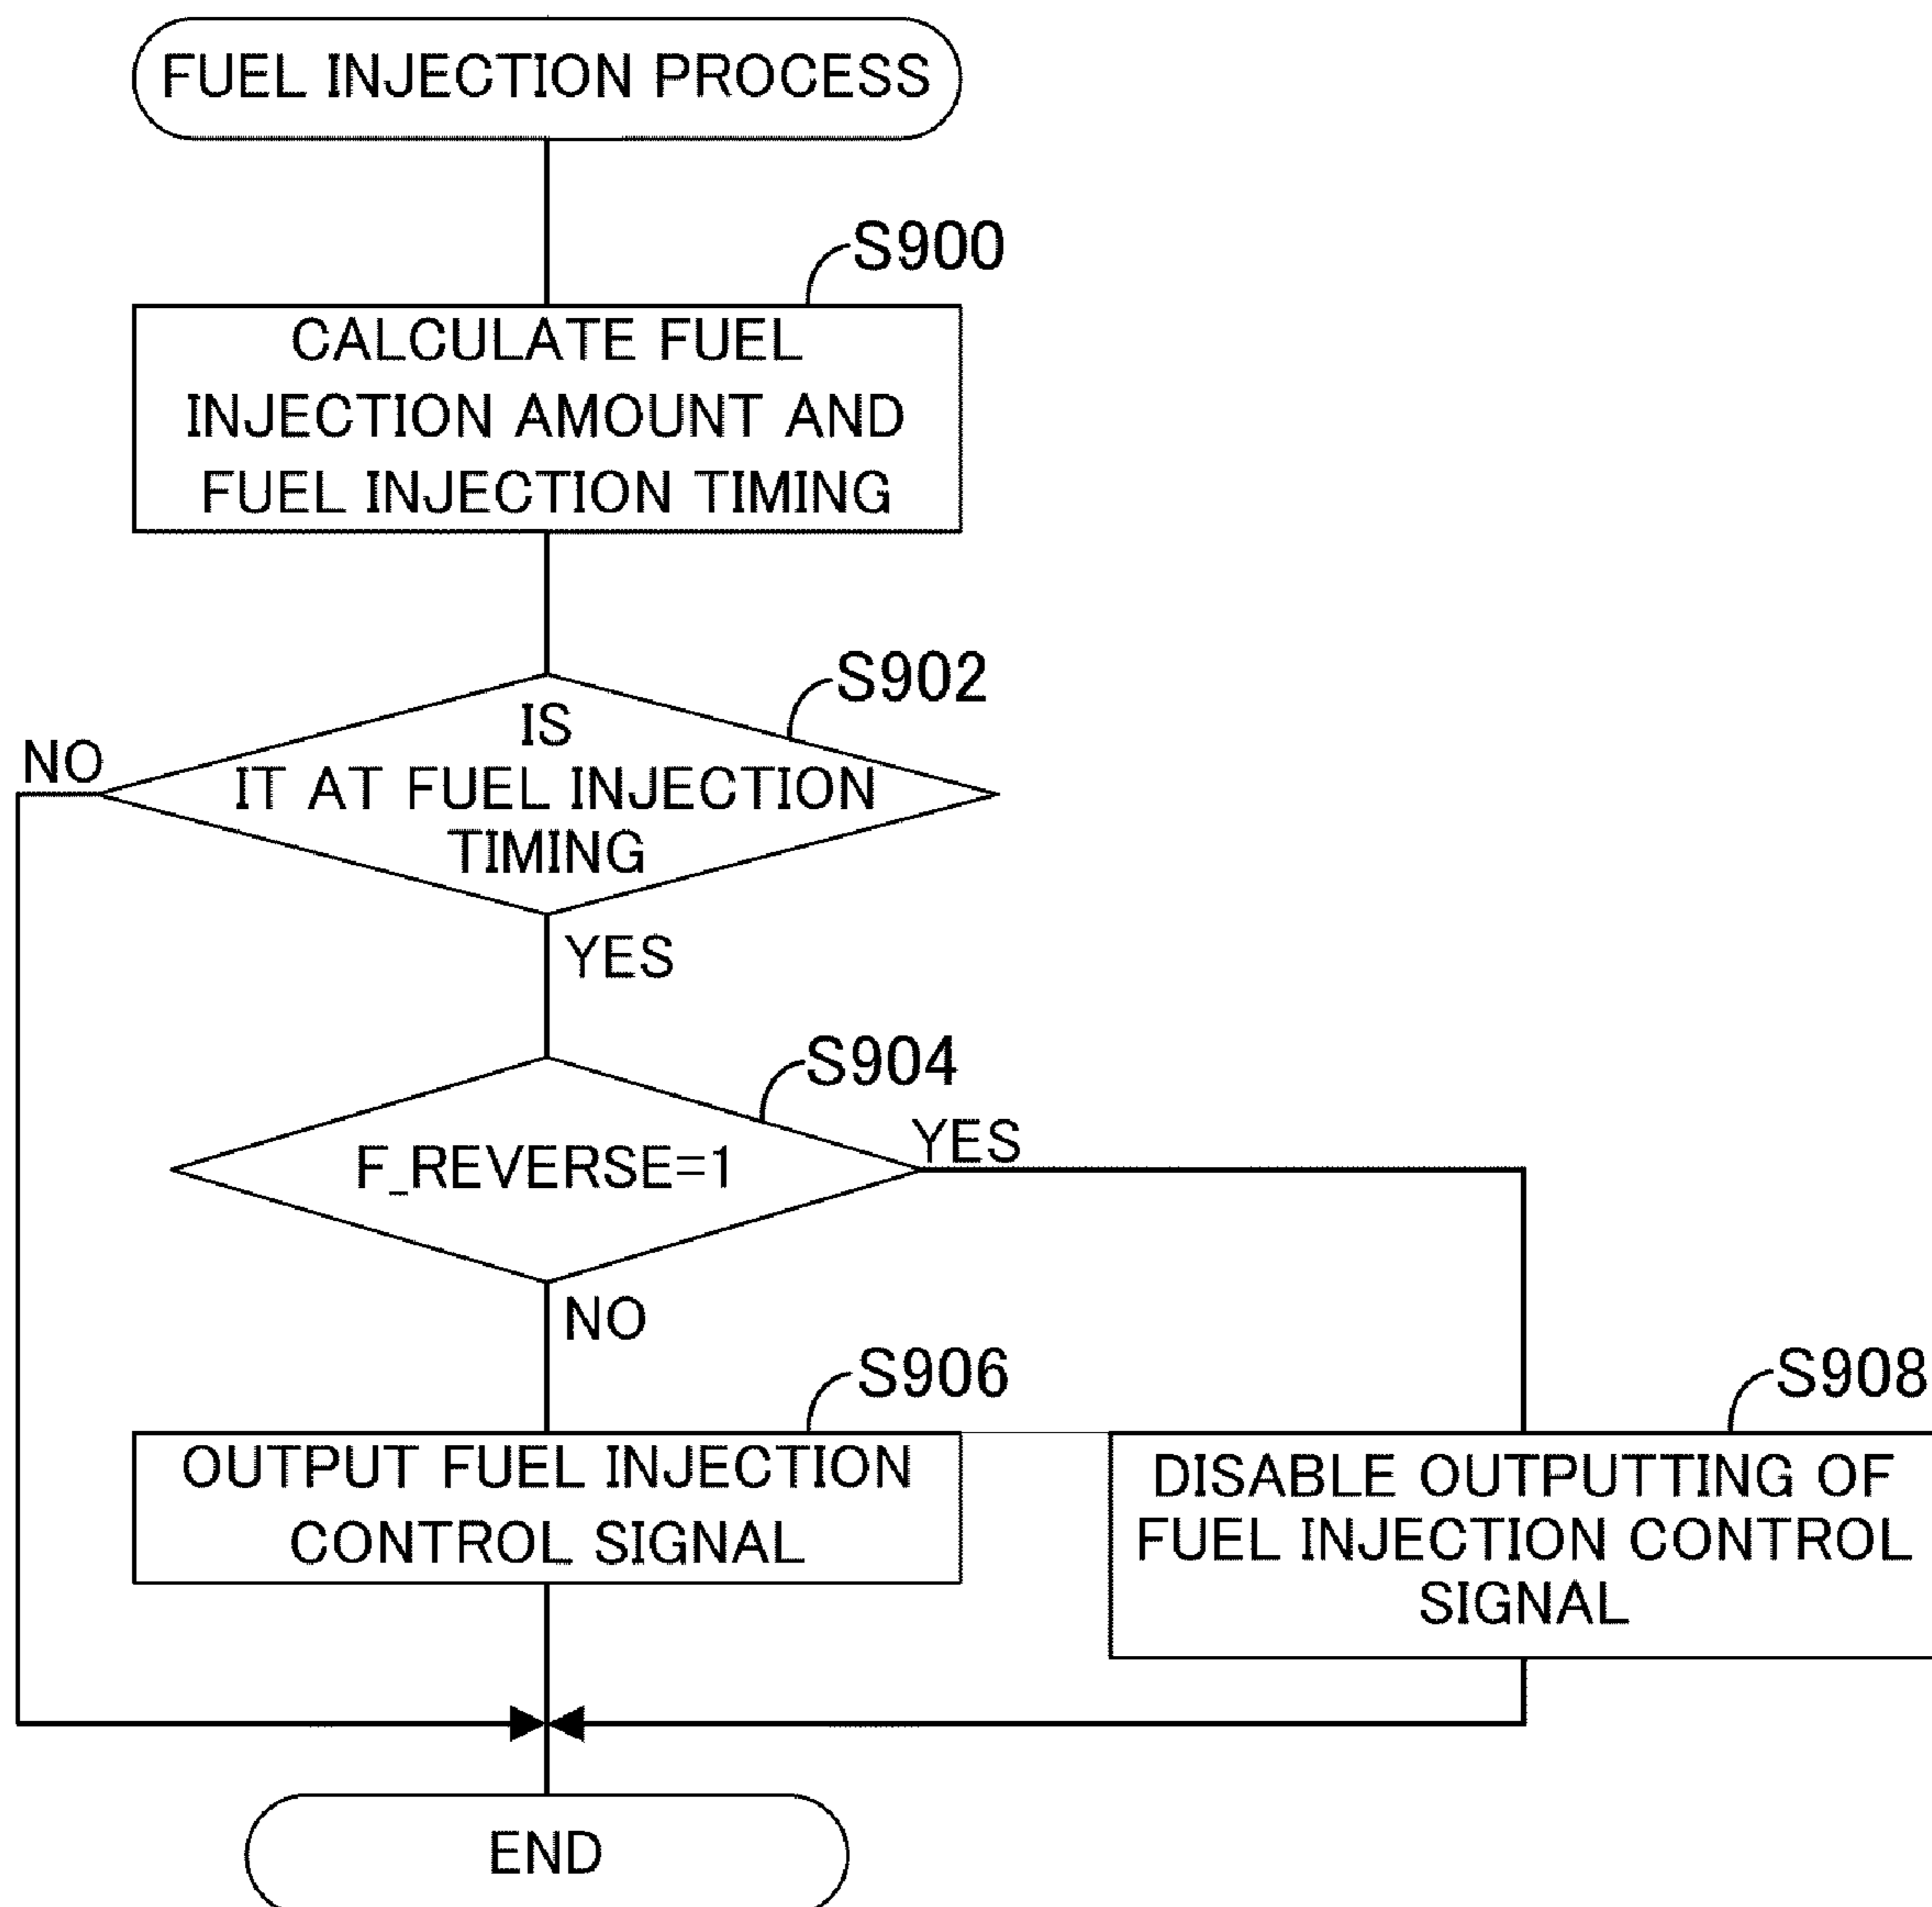 FUEL INJECTION PROCESS
S900
CALCULATE FUEL
INJECTION AMOUNT AND
FUEL INJECTION TIMING
S902
IS
IT AT FUEL INJECTION
TIMING
NO
YES
S904
F_REVERSE=1
YES
NO
S906
OUTPUT FUEL INJECTION
CONTROL SIGNAL
S908
DISABLE OUTPUTTING OF
FUEL INJECTION CONTROL
SIGNAL
END